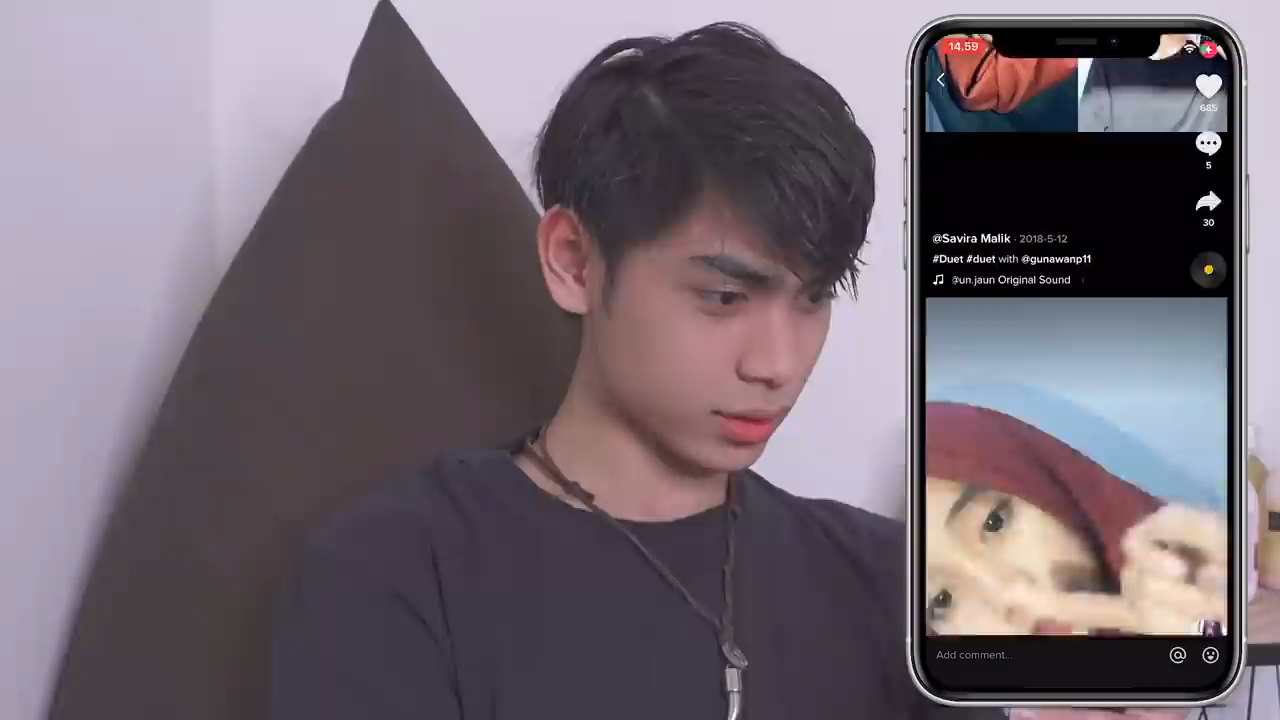 14.59
685
5
30
@Savira Malik · 2018-5-12
#Duet #duet with @gunawanp11
@un.jaun Original Sound
Add comment...